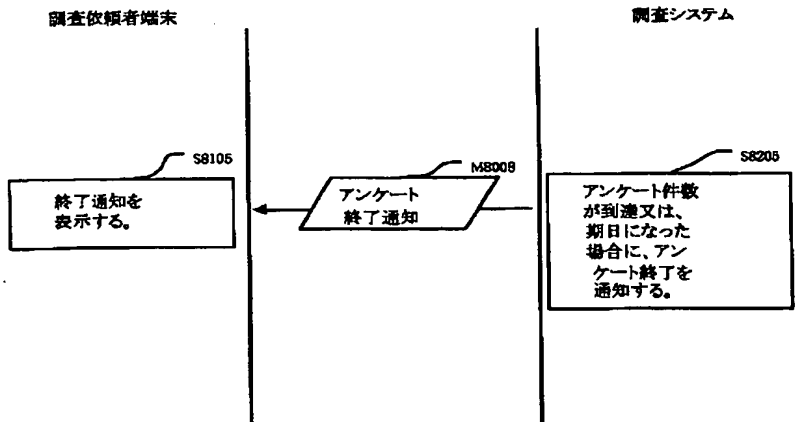 調査依頼者端末
調査システム
S8105
終了通知を
表示する。
M8008
アンケート
終了通知
S8205
アンケート件数
が到達又は、
期日になった
場合に、アン
ケート終了を
通知する。